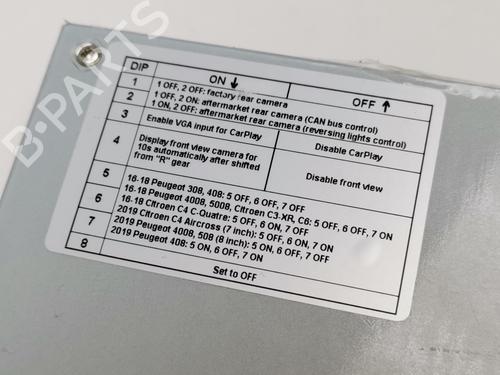 B-PARTS
DIP
ON ↓
OFF ↑
1
2
1 OFF, 2 OFF: factory rear camera
1 OFF, 2 ON: aftermarket rear camera (CAN bus control)
1 ON, 2 OFF: aftermarket rear camera (reversing lights control)
3
Enable VGA input for CarPlay
Disable CarPlay
4
Display front view camera for
10s automatically after shifted
from "R" gear
Disable front view
5
6
7
16-18 Peugeot 308, 408: 5 OFF, 6 OFF, 7 OFF
16-18 Peugeot 4008, 5008, Citroen C3-XR, C6: 5 OFF, 6 OFF, 7 ON
16-18 Citroen C4 C-Quatre: 5 OFF, 6 ON, 7 OFF
2019 Citroen C4 Aircross (7 inch): 5 OFF, 6 ON, 7 ON
2019 Peugeot 4008, 508 (8 inch): 5 ON, 6 OFF, 7 OFF
2019 Peugeot 408: 5 ON, 6 OFF, 7 ON
8
Set to OFF